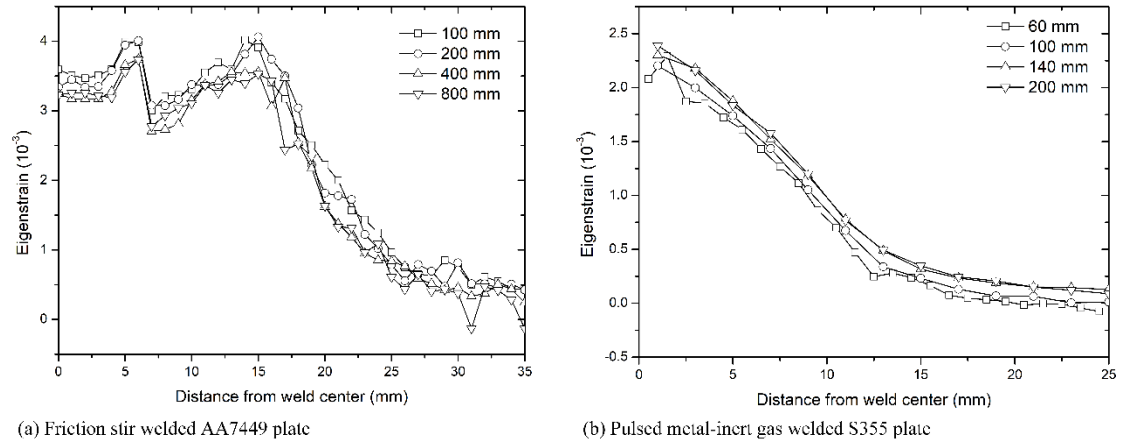 100 mm
200 mm
400 mm
800 mm
4
3
2
1
0
Eigenstrain (10-3)
0 5 10 15 20 25 30 35
Distance from weld center (mm)
(a) Friction stir welded AA7449 plate
60 mm
100 mm
140 mm
200 mm
2.5
2.0
1.5
1.0
0.5
0.0
-0.5
Eigenstrain (10-3)
0 5 10 15 20 25
Distance from weld center (mm)
(b) Pulsed metal-inert gas welded S355 plate